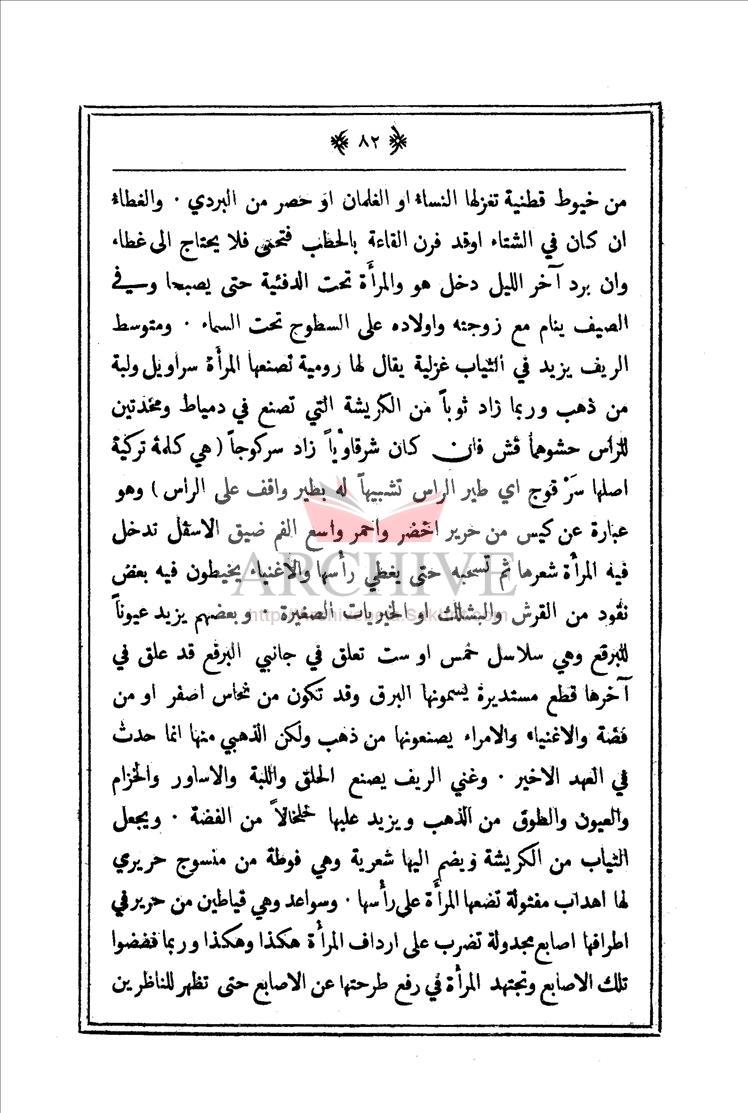 ٨٢
من خيوط قطنية تغزلها النساء او الغلمان او حصر من البردي . والغطاء
ان كان في الشتاء اوقد فرن القاعة بالحطب فتحمى فلا يحتاج الى غطاء
وان برد آخر الليل دخل هو والمرأة تحت الدفئية حتى يصبحا وفي
الصيف ينام مع زوجته واولاده على السطوح تحت السماء . ومتوسط
الريف يزيد في الثياب غزلية يقال لها رومية تصنعها المرأة سراويل ولبة
من ذهب وربما زاد ثوباً من الكريشة التي تصنع في دمياط ومخدتين
للرأس حشوهما قش فان كان شرقاوياً زاد سركوجاً ( هي كلمة تركية
اصلها سَرْ قوج اي طير الراس تشبيهاً له بطير واقف على الراس ) وهو
عبارة عن كيس من حرير اخضر واحمر واسع الفم ضيق الاسفل تدخل
فيه المرأة شعرها ثم تسحبه حتى يغطي رأسها والاغنياء يخيطون فيه بعض
نقود من القرش والبشلك او الخيريات الصغيرة . وبعضهم يزيد عيوناً
للبرقع وهي سلاسل خمس او ست تعلق في جانبي البرقع قد علق في
آخرها قطع مستديرة يسمونها البرق وقد تكون من نحاس اصفر او من
فضة والاغنياء والامراء يصنعونها من ذهب ولكن الذهبي منها انما حدث
في العهد الاخير . وغني الريف يصنع الحلق واللبة والاساور والخزام
والعيون والطوق من الذهب ويزيد عليها خلخالاً من الفضة . ويجعل
الثياب من الكريشة ويضم اليها شعرية وهي فوطة من منسوج حريري
لها اهداب مفتولة تضعها المرأة على رأسها . وسواعد وهي قياطين من حرير في
اطرافها اصابع مجدولة تضرب على ارداف المرأة هكذا وهكذا وربما فضضوا
تلك الاصابع وتجتهد المرأة في رفع طرحتها عن الاصابع حتى تظهر للناظرين
ARCHIVE